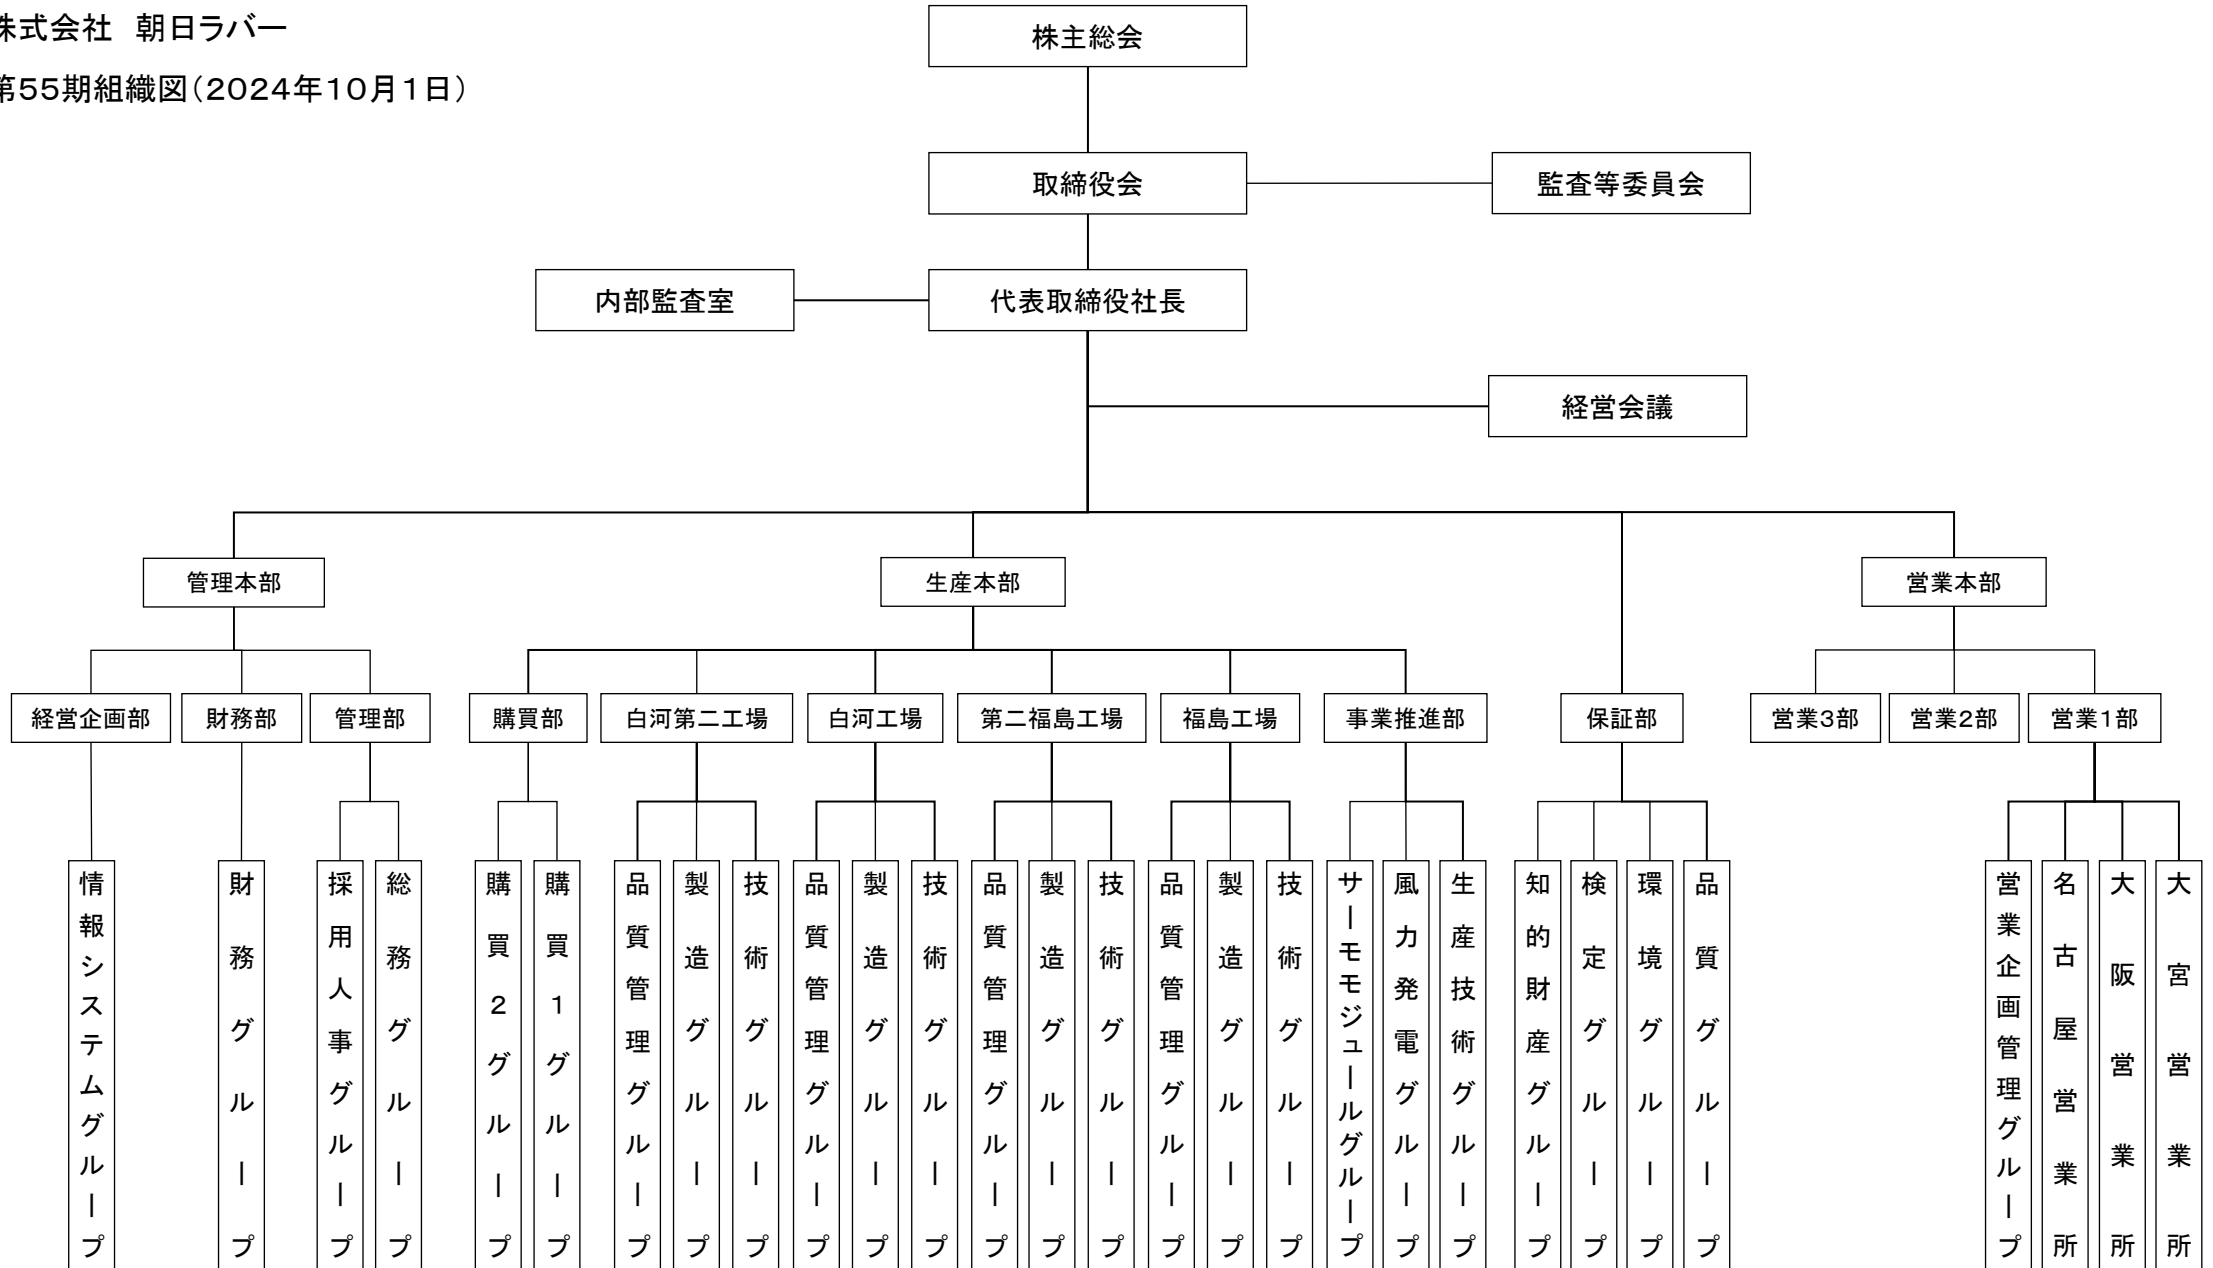 株式会社　朝日ラバー
第55期組織図（2024年10月1日）
株主総会
取締役会
監査等委員会
内部監査室
代表取締役社長
経営会議
管理本部
生産本部
営業本部
経営企画部
財務部
管理部
購買部
白河第二工場
白河工場
第二福島工場
福島工場
事業推進部
保証部
営業3部
営業2部
営業1部
情報システムグループ
財務グループ
採用人事グループ
総務グループ
購買2グループ
購買1グループ
品質管理グループ
製造グループ
技術グループ
品質管理グループ
製造グループ
技術グループ
品質管理グループ
製造グループ
技術グループ
品質管理グループ
製造グループ
技術グループ
サーモモジュールグループ
風力発電グループ
生産技術グループ
知的財産グループ
検定グループ
環境グループ
品質グループ
営業企画管理グループ
名古屋営業所
大阪営業所
大宮営業所